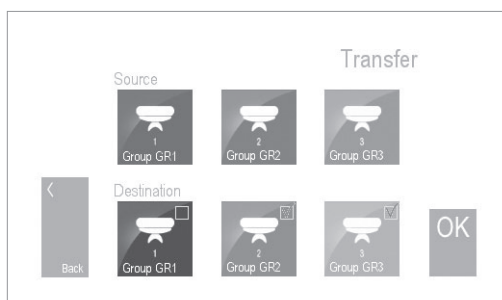 Transfer
Source
1
Group GR1
2
Group GR2
3
Group GR3
<
Back
Destination
1
Group GR1
2
Group GR2
3
Group GR3
OK